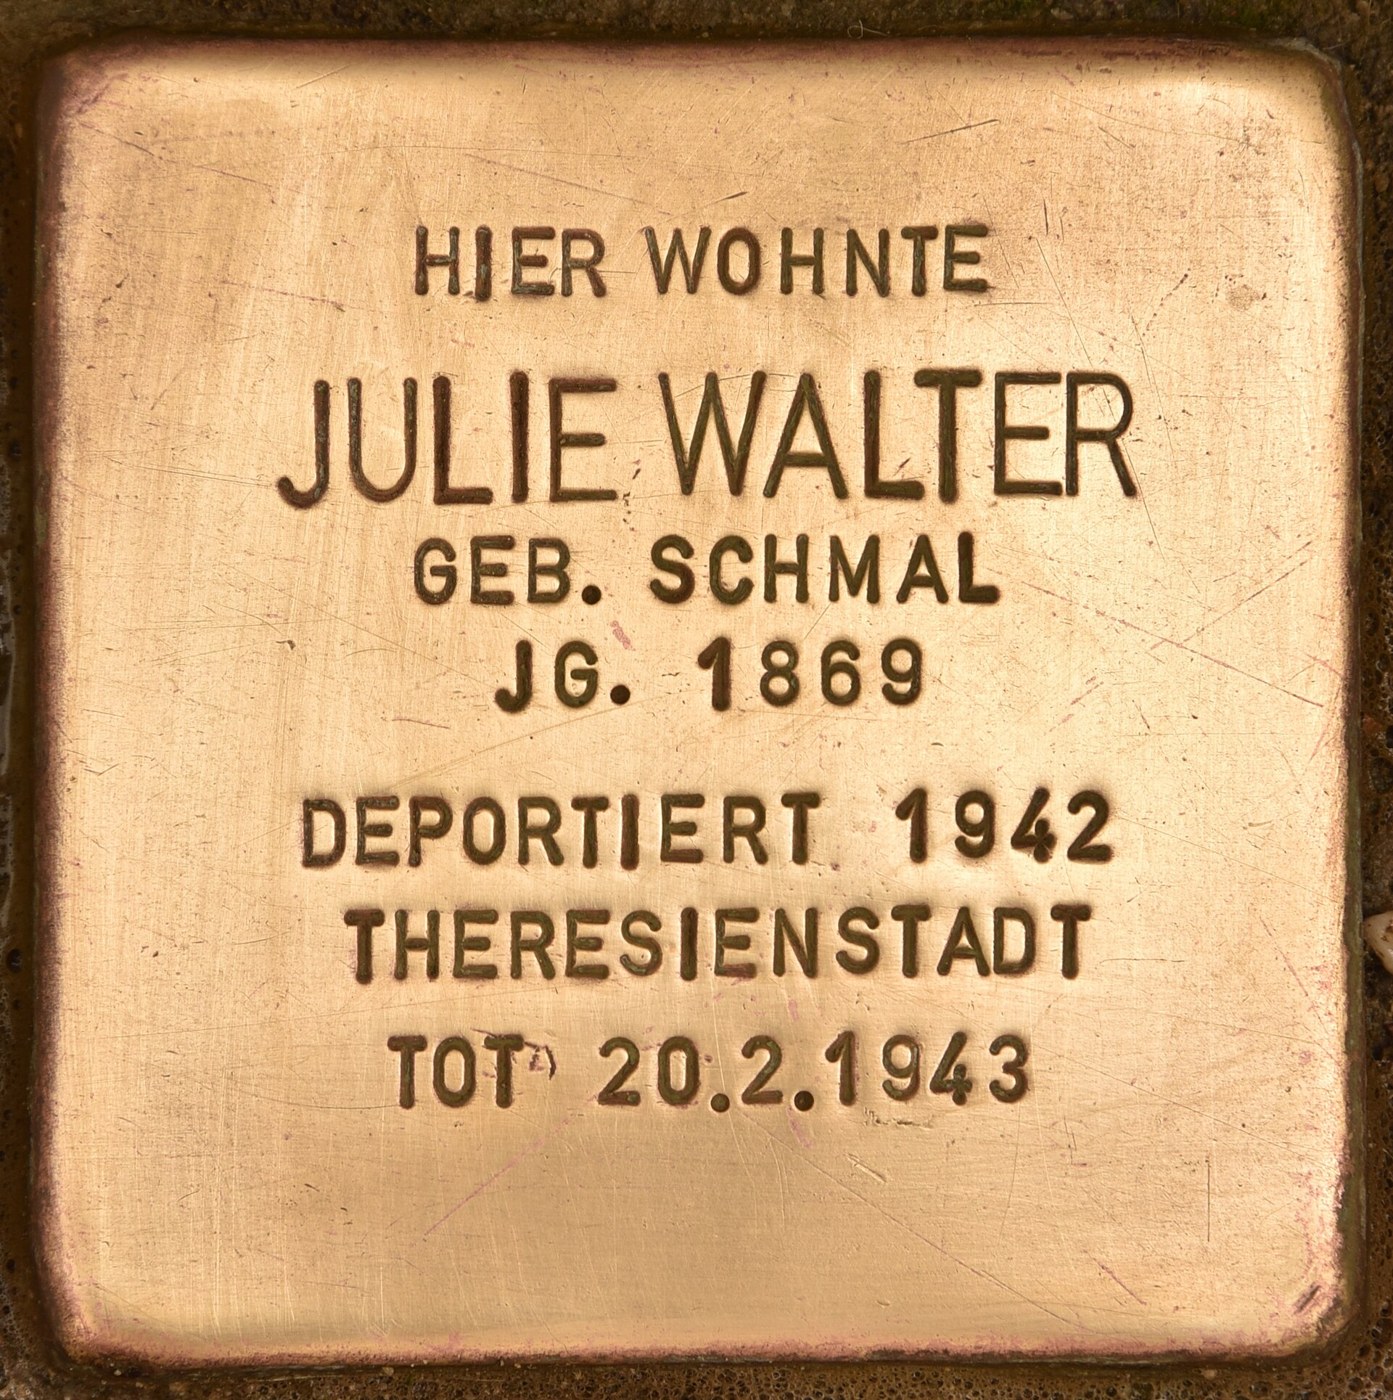 HIER WOHNTE
JULIE WALTER
GEB. SCHMAL
JG. 1869
DEPORTIERT 1942
THERESIENSTADT
TOT 20.2.1943